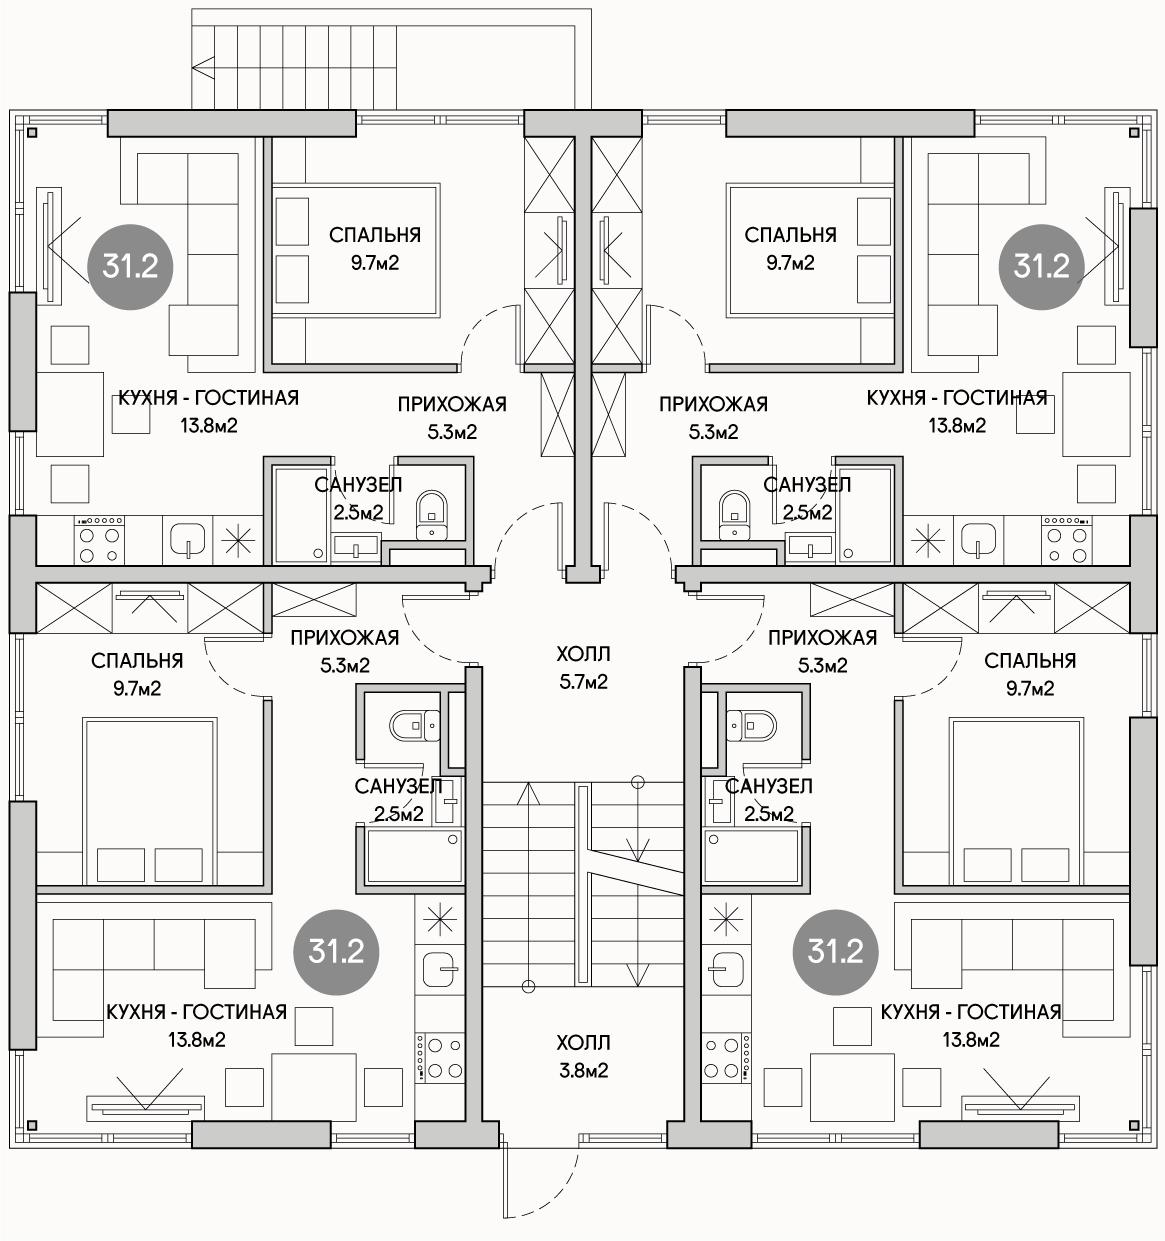 СПАЛЬНЯ
9.7м2
СПАЛЬНЯ
9.7м2
31.2
31.2
КУХНЯ - ГОСТИНАЯ
13.8м2
ПРИХОЖАЯ
5.3м2
ПРИХОЖАЯ
5.3м2
КУХНЯ - ГОСТИНАЯ
13.8м2
САНУЗЕЛ
2.5м2
САНУЗЕЛ
2.5м2
СПАЛЬНЯ
9.7м2
ПРИХОЖАЯ
5.3м2
ХОЛЛ
5.7м2
ПРИХОЖАЯ
5.3м2
СПАЛЬНЯ
9.7м2
САНУЗЕЛ
2.5м2
САНУЗЕЛ
2.5м2
31.2
31.2
КУХНЯ - ГОСТИНАЯ
13.8м2
ХОЛЛ
3.8м2
КУХНЯ - ГОСТИНАЯ
13.8м2